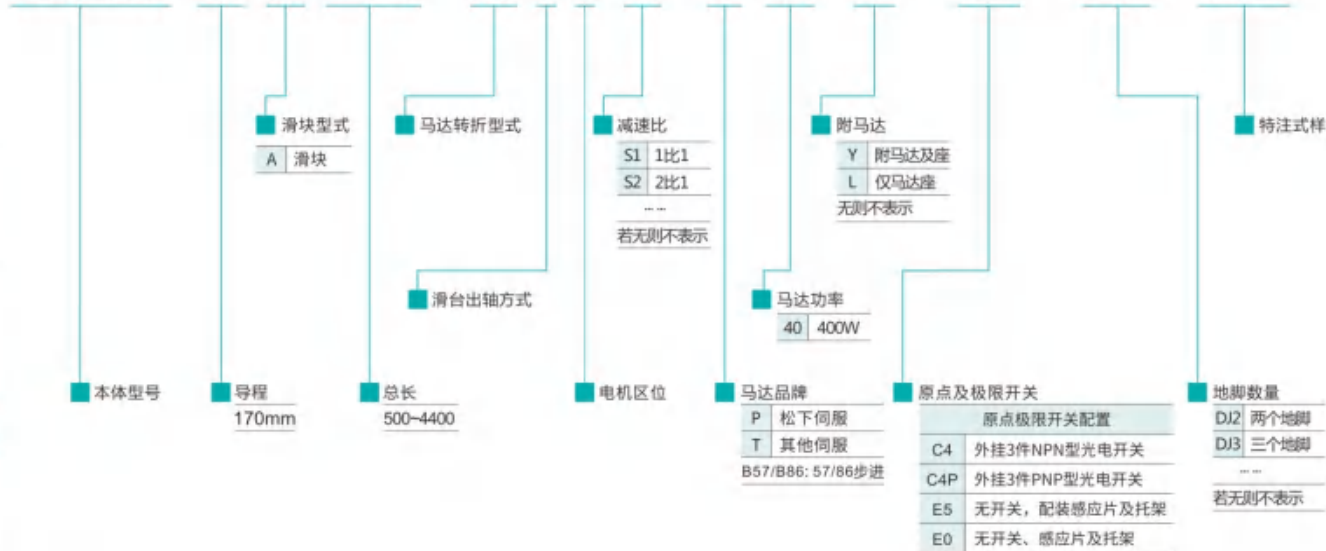 滑块型式
A 滑块
马达转折型式
减速比
S1 1比1
S2 2比1
... ...
若无则不表示
附马达
Y 附马达及座
L 仅马达座
无则不表示
特注式样
滑台出轴方式
马达功率
40 400W
本体型号
导程
170mm
总长
500~4400
电机区位
马达品牌
P 松下伺服
T 其他伺服
B57/B86: 57/86步进
原点及极限开关
原点极限开关配置
C4 外挂3件NPN型光电开关
C4P 外挂3件PNP型光电开关
E5 无开关，配装感应片及托架
E0 无开关、感应片及托架
地脚数量
DJ2 两个地脚
DJ3 三个地脚
... ...
若无则不表示